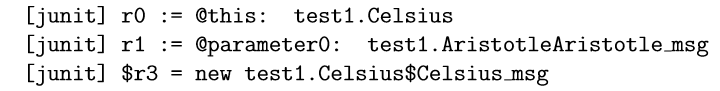 [junit] r0 := @this: test1.Celsius
[junit] r1 := @parameter0: test1.AristotleAristotle_msg
[junit] $r3 = new test1.Celsius$Celsius_msg